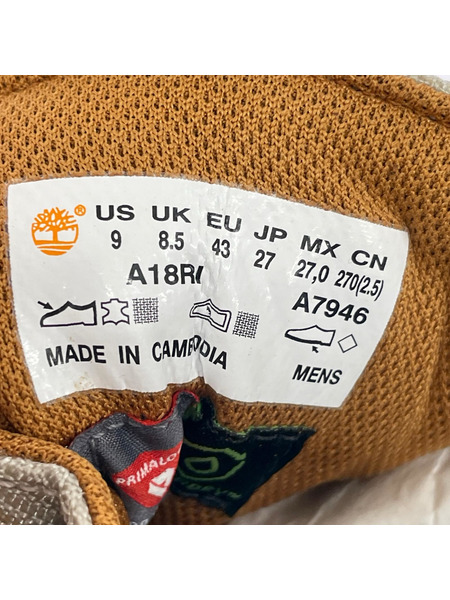 ® US UK EU JP MX CN
9 8.5 43 27 27,0 270(2.5)
A7946
MADE IN CAMBODIA
MENS
PRIMALO